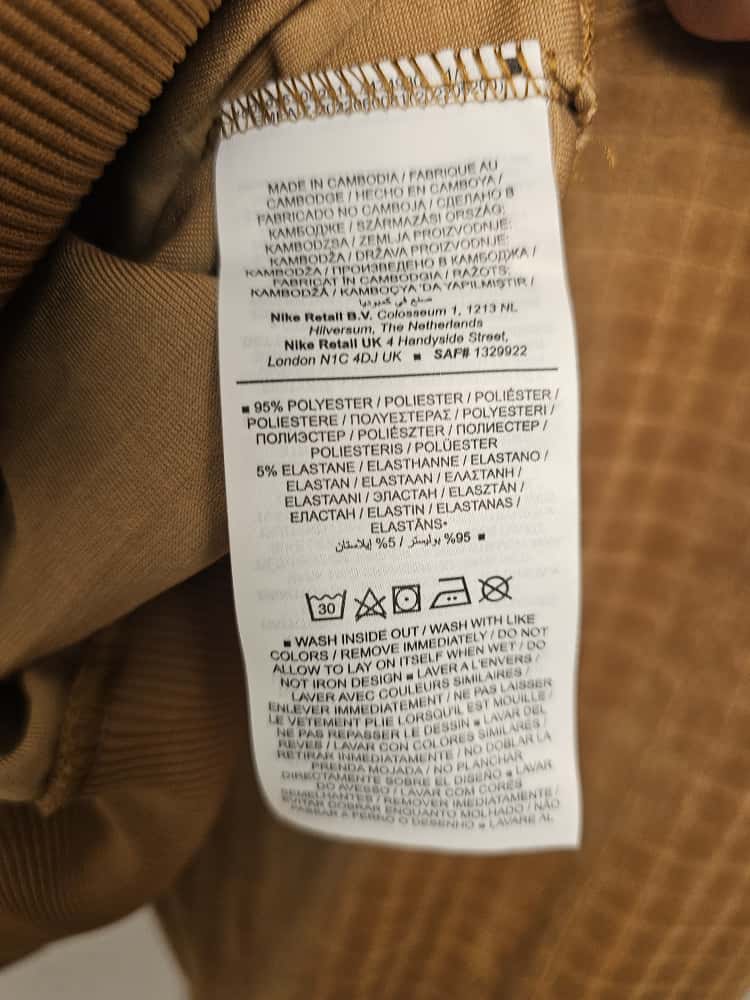 MADE IN CAMBODIA / FABRIQUE AU
CAMBODGE / HECHO EN CAMBOYA /
FABRICADO NO CAMBOJA / СДЕЛАНО В
КАМБОДЖЕ / SZÁRMAZÁSI ORSZÁG:
KAMBODZSA / ZEMLJA PROIZVODNJE:
KAMBODŽA / DRŽAVA PROIZVODNJE:
KAMBODŽA / ПРОИЗВЕДЕНО В КАМБОДЖА /
FABRICAT ÎN CAMBODGIA / RAŽOTS:
KAMBODŽĀ / KAMBOÇYA 'DA YAPILMIŞTIR /
صنع في كمبوديا
Nike Retail B.V. Colosseum 1, 1213 NL
Hilversum, The Netherlands
Nike Retail UK 4 Handyside Street,
London N1C 4DJ UK ■ SAF# 1329922
■ 95% POLYESTER / POLIESTER / POLIÉSTER /
POLIESTERE / ΠΟΛΥΕΣΤΕΡΑΣ / POLYESTERI /
ПОЛИЭСТЕР / POLIÉSZTER / ПОЛИЕСТЕР /
POLIESTERIS / POLÜESTER
5% ELASTANE / ELASTHANNE / ELASTANO /
ELASTAN / ELASTAAN / ΕΛΑΣΤΑΝΗ /
ELASTAANI / ЭЛАСТАН / ELASZTÁN /
ЕЛАСТАН / ELASTIN / ELASTANAS /
ELASTĀNS•
95% بوليستر / 5% إيلاستان ■
30
■ WASH INSIDE OUT / WASH WITH LIKE
COLORS / REMOVE IMMEDIATELY / DO NOT
ALLOW TO LAY ON ITSELF WHEN WET / DO
NOT IRON DESIGN ■ LAVER A L'ENVERS /
LAVER AVEC COULEURS SIMILAIRES /
ENLEVER IMMEDIATEMENT / NE PAS LAISSER
LE VETEMENT PLIE LORSQU'IL EST MOUILLE /
NE PAS REPASSER LE DESSIN ■ LAVAR DEL
REVES / LAVAR CON COLORES SIMILARES /
RETIRAR INMEDIATAMENTE / NO DOBLAR LA
PRENDA MOJADA / NO PLANCHAR
DIRECTAMENTE SOBRE EL DISEÑO ■ LAVAR
DO AVESSO / LAVAR COM CORES
SEMELHANTES / REMOVER IMEDIATAMENTE /
EVITAR DOBRAR ENQUANTO MOLHADO / NÃO
PASSAR A FERRO O DESENHO ■ LAVARE AL